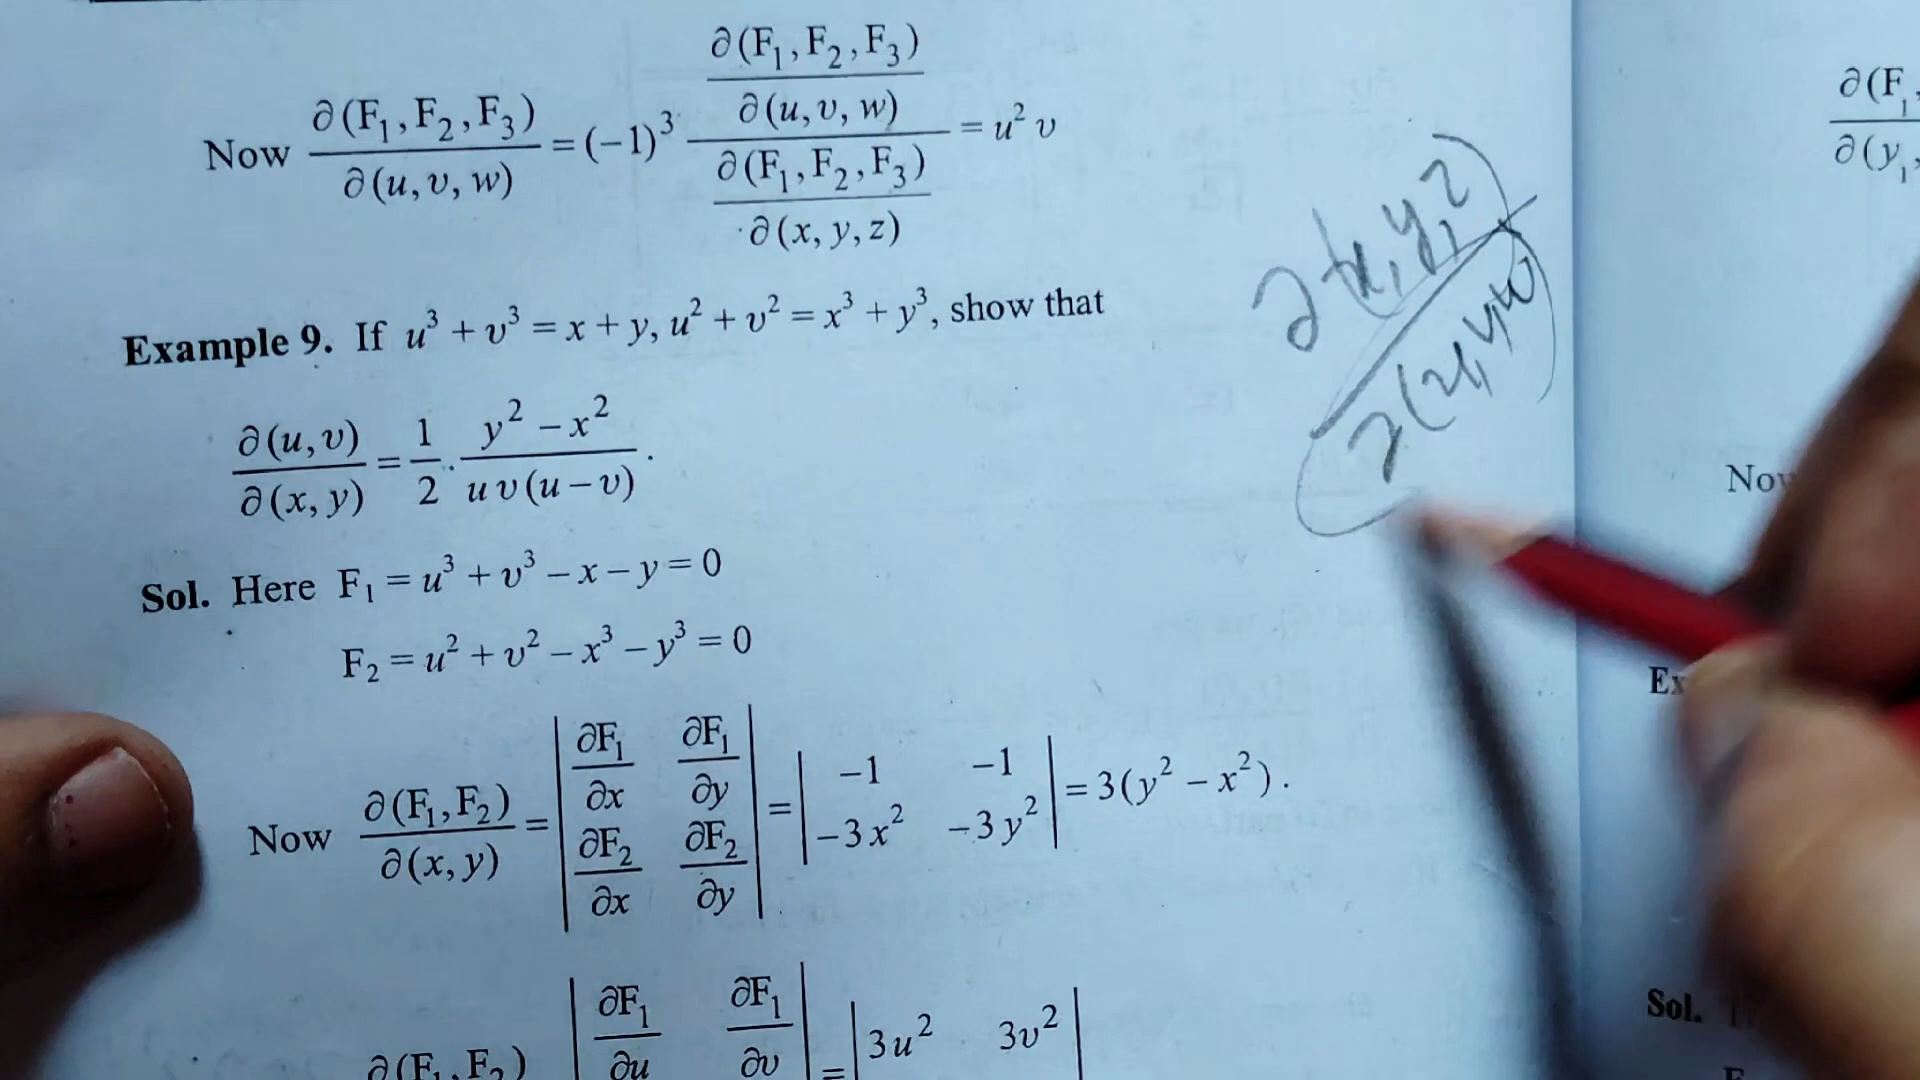 Now ∂(F₁, F₂, F₃)/∂(u, v, w) = (−1)³ [∂(F₁, F₂, F₃)/∂(u, v, w)] / [∂(F₁, F₂, F₃)/∂(x, y, z)] = u² v
Example 9. If u³ + v³ = x + y, u² + v² = x³ + y³, show that
∂(u, v)/∂(x, y) = 1/2 . (y² − x²)/(u v (u − v)) .
Sol. Here F₁ = u³ + v³ − x − y = 0
F₂ = u² + v² − x³ − y³ = 0
Now ∂(F₁, F₂)/∂(x, y) = | ∂F₁/∂x ∂F₁/∂y ; ∂F₂/∂x ∂F₂/∂y | = | −1 −1 ; −3x² −3y² | = 3(y² − x²) .
∂(F₁, F₂) | ∂F₁/∂u ∂F₁/∂v | = | 3u² 3v² |
∂(x, y, z)
∂(F₁,
∂(y₁,
Sol.